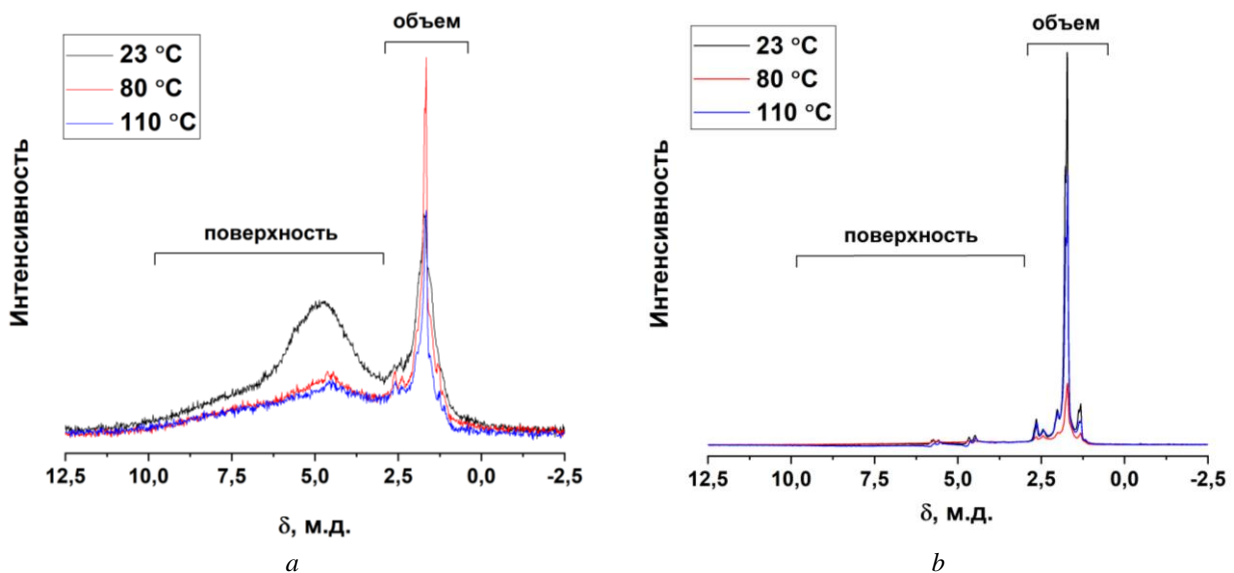 объем
23 °C
80 °C
110 °C
поверхность
Интенсивность
12,5 10,0 7,5 5,0 2,5 0,0 -2,5
δ, м.д.
a
объем
23 °C
80 °C
110 °C
поверхность
Интенсивность
12,5 10,0 7,5 5,0 2,5 0,0 -2,5
δ, м.д.
b